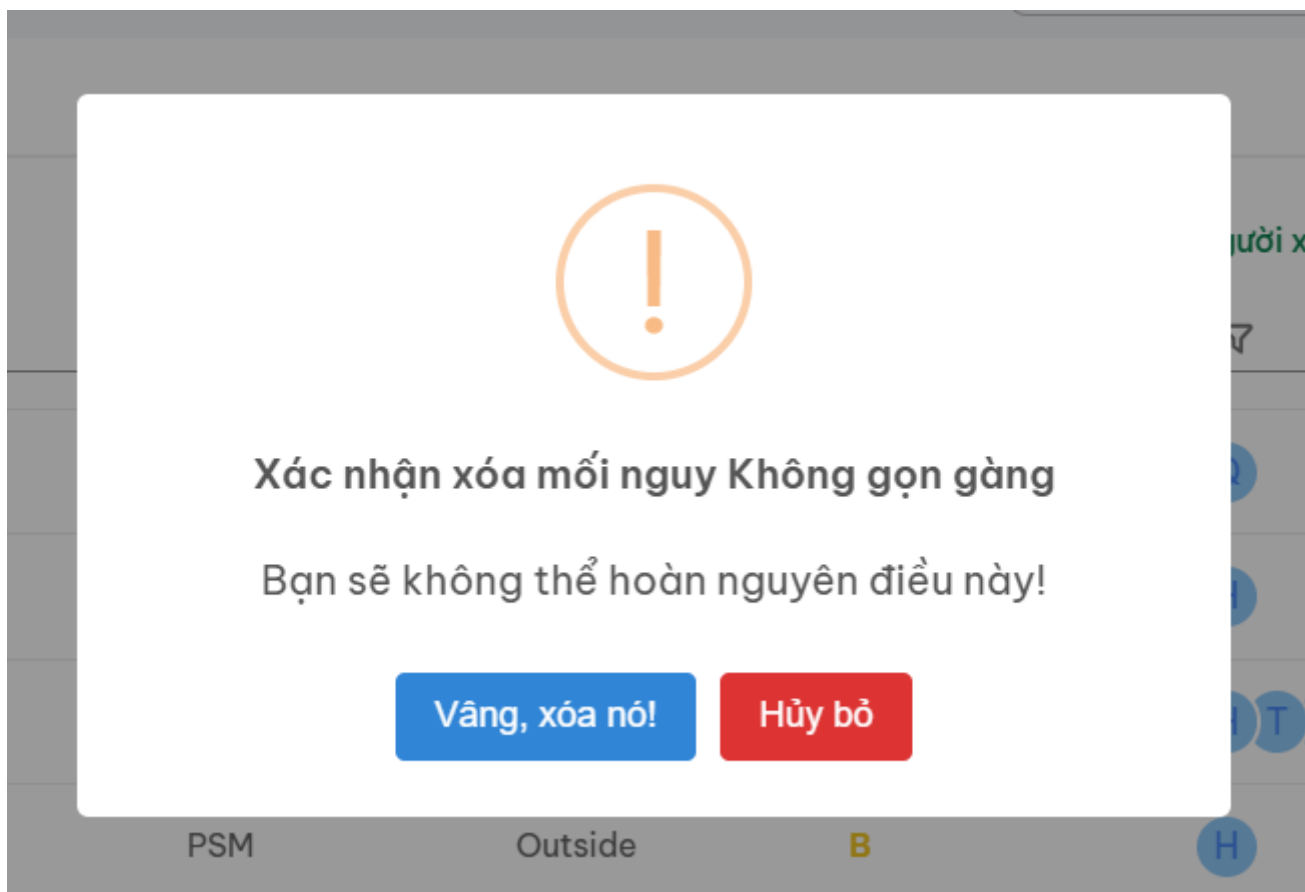 !
Xác nhận xóa mối nguy Không gọn gàng
Bạn sẽ không thể hoàn nguyên điều này!
Vâng, xóa nó! Hủy bỏ
T
PSM Outside B H